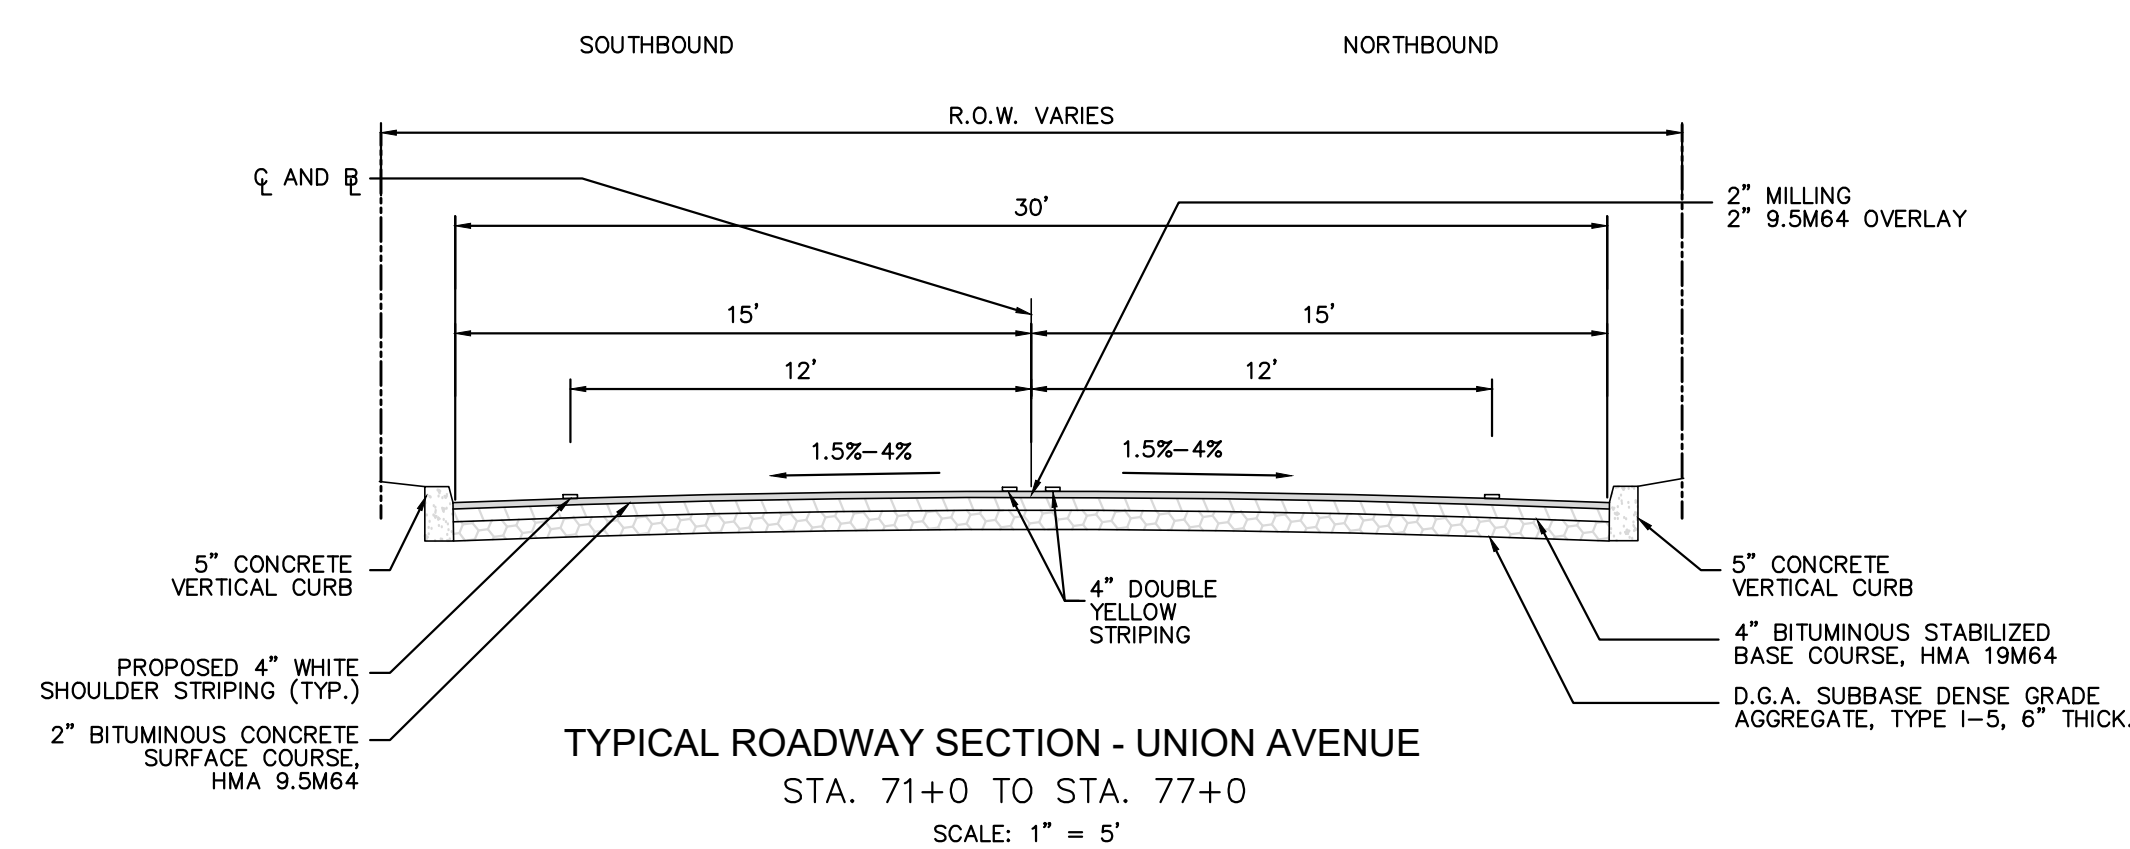 SOUTHBOUND
NORTHBOUND
R.O.W. VARIES
℄ AND B̵L
2" MILLING
2" 9.5M64 OVERLAY
30'
15'
15'
12'
12'
1.5%-4%
1.5%-4%
5" CONCRETE
VERTICAL CURB
PROPOSED 4" WHITE
SHOULDER STRIPING (TYP.)
2" BITUMINOUS CONCRETE
SURFACE COURSE,
HMA 9.5M64
4" DOUBLE
YELLOW
STRIPING
5" CONCRETE
VERTICAL CURB
4" BITUMINOUS STABILIZED
BASE COURSE, HMA 19M64
D.G.A. SUBBASE DENSE GRADE
AGGREGATE, TYPE I-5, 6" THICK.
TYPICAL ROADWAY SECTION - UNION AVENUE
STA. 71+0 TO STA. 77+0
SCALE: 1" = 5'